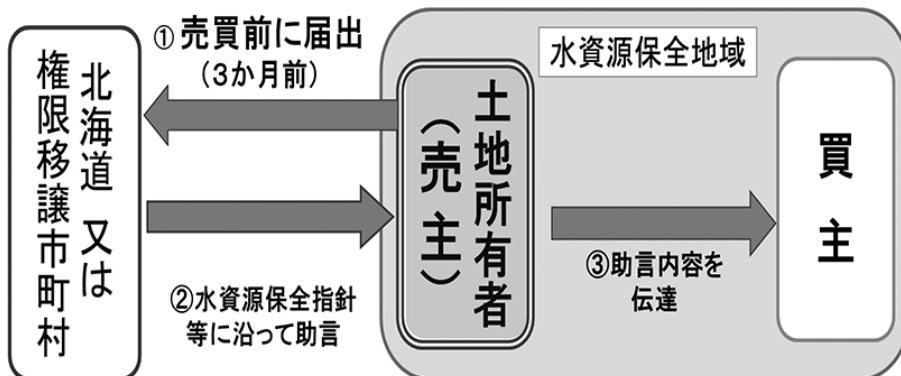 北海道 又は
権限移譲市町村
①売買前に届出
（３か月前）
②水資源保全指針
等に沿って助言
土地所有者
（売主）
水資源保全地域
③助言内容を
伝達
買主